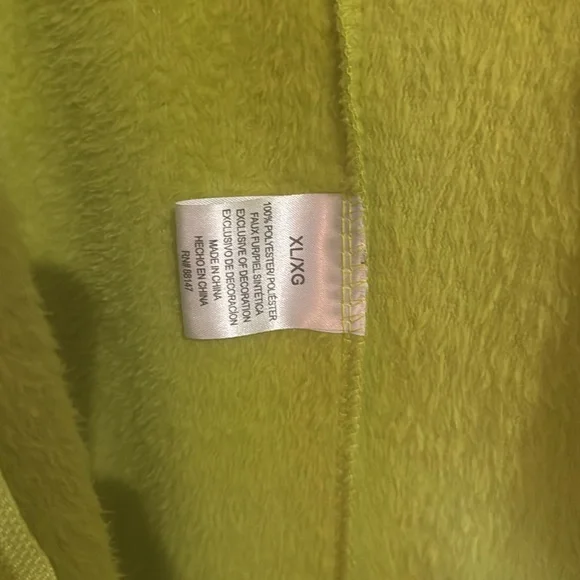 XL/XG
100% POLYESTER/ POLIÉSTER
FAUX FUR/PIEL SINTÉTICA
EXCLUSIVE OF DECORATION
EXCLUSIVO DE DECORACIÓN
MADE IN CHINA
HECHO EN CHINA
RN# 88147